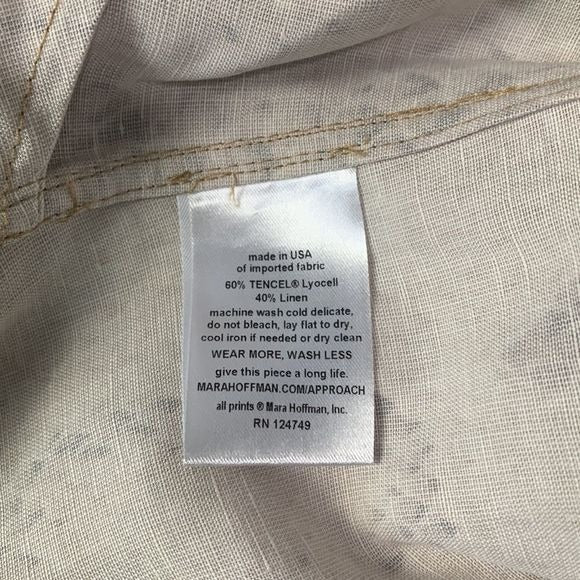 made in USA
of imported fabric
60% TENCEL® Lyocell
40% Linen
machine wash cold delicate,
do not bleach, lay flat to dry,
cool iron if needed or dry clean
WEAR MORE, WASH LESS
give this piece a long life.
MARAHOFFMAN.COM/APPROACH
all prints ® Mara Hoffman, Inc.
RN 124749